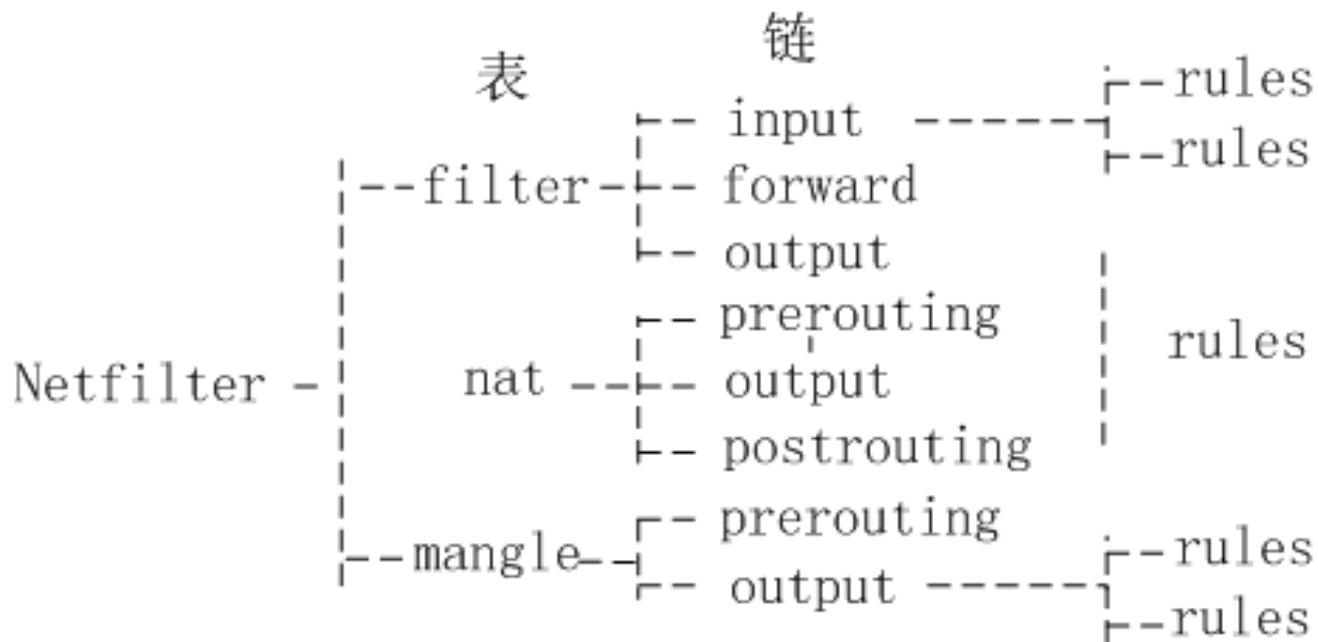 表 链
input rules
rules
filter forward
output
prerouting
rules
Netfilter nat output
postrouting
prerouting
mangle rules
output
rules